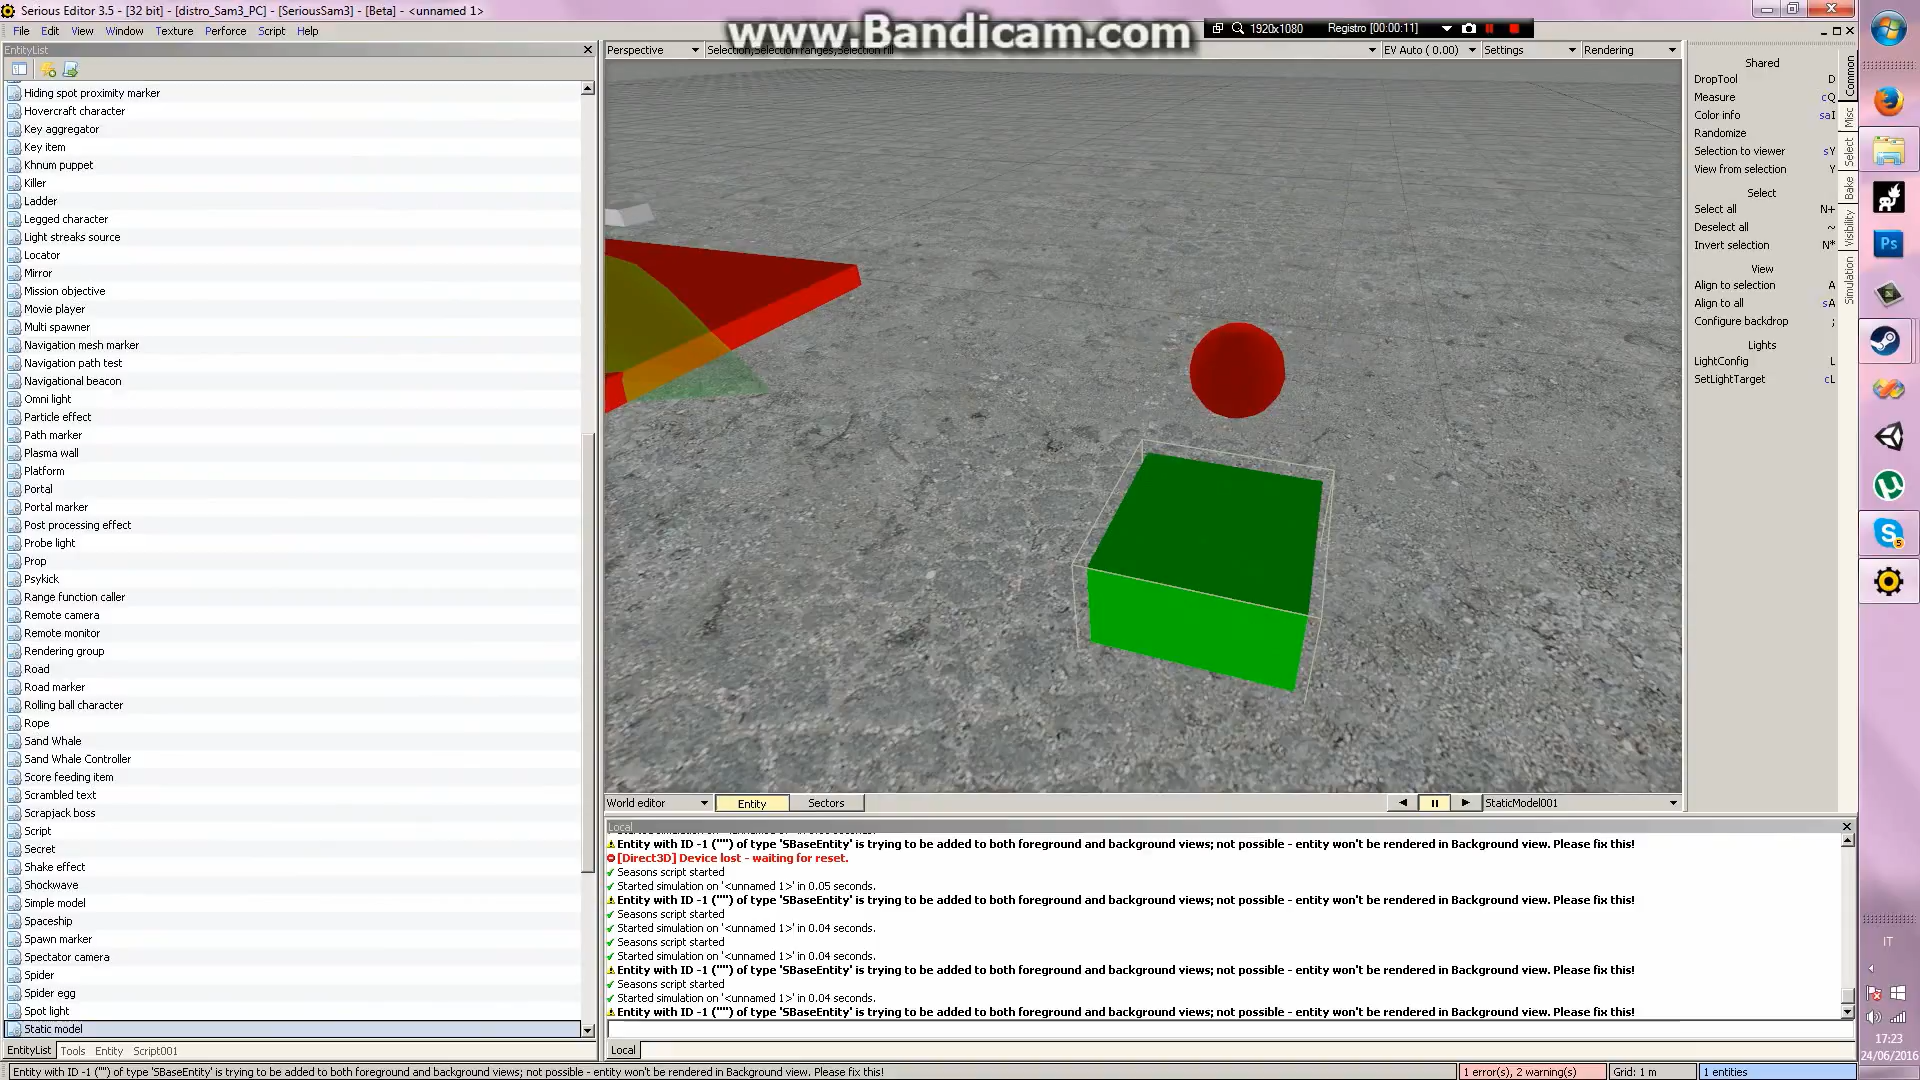 Serious Editor 3.5 - [32 bit] - [distro_Sam3_PC] - [SeriousSam3] - [Beta] - <unnamed 1>
www.Bandicam.com
1920x1080
Registro [00:00:11]
File Edit View Window Texture Perforce Script Help
EntityList
Perspective
Selection,Selection ranges,Selection fill
EV Auto ( 0.00)
Settings
Rendering
Hiding spot proximity marker
Hovercraft character
Key aggregator
Key item
Khnum puppet
Killer
Ladder
Legged character
Light streaks source
Locator
Mirror
Mission objective
Movie player
Multi spawner
Navigation mesh marker
Navigation path test
Navigational beacon
Omni light
Particle effect
Path marker
Plasma wall
Platform
Portal
Portal marker
Post processing effect
Probe light
Prop
Psykick
Range function caller
Remote camera
Remote monitor
Rendering group
Road
Road marker
Rolling ball character
Rope
Sand Whale
Sand Whale Controller
Score feeding item
Scrambled text
Scrapjack boss
Script
Secret
Shake effect
Shockwave
Simple model
Spaceship
Spawn marker
Spectator camera
Spider
Spider egg
Spot light
Static model
EntityList Tools Entity Script001
Shared
DropTool D
Measure cQ
Color info saI
Randomize
Selection to viewer sY
View from selection Y
Select
Select all N+
Deselect all ~
Invert selection N*
View
Align to selection A
Align to all sA
Configure backdrop ;
Lights
LightConfig L
SetLightTarget cL
Common
Misc
Select
Bake
Visibility
Simulation
World editor
Entity
Sectors
StaticModel001
Local
Entity with ID -1 ("") of type 'SBaseEntity' is trying to be added to both foreground and background views; not possible - entity won't be rendered in Background view. Please fix this!
[Direct3D] Device lost - waiting for reset.
Seasons script started
Started simulation on '<unnamed 1>' in 0.05 seconds.
Entity with ID -1 ("") of type 'SBaseEntity' is trying to be added to both foreground and background views; not possible - entity won't be rendered in Background view. Please fix this!
Seasons script started
Started simulation on '<unnamed 1>' in 0.04 seconds.
Seasons script started
Started simulation on '<unnamed 1>' in 0.04 seconds.
Entity with ID -1 ("") of type 'SBaseEntity' is trying to be added to both foreground and background views; not possible - entity won't be rendered in Background view. Please fix this!
Seasons script started
Started simulation on '<unnamed 1>' in 0.04 seconds.
Entity with ID -1 ("") of type 'SBaseEntity' is trying to be added to both foreground and background views; not possible - entity won't be rendered in Background view. Please fix this!
Local
Entity with ID -1 ("") of type 'SBaseEntity' is trying to be added to both foreground and background views; not possible - entity won't be rendered in Background view. Please fix this!
1 error(s), 2 warning(s)
Grid: 1 m
1 entities
Ps
5
IT
17:23
24/06/2016